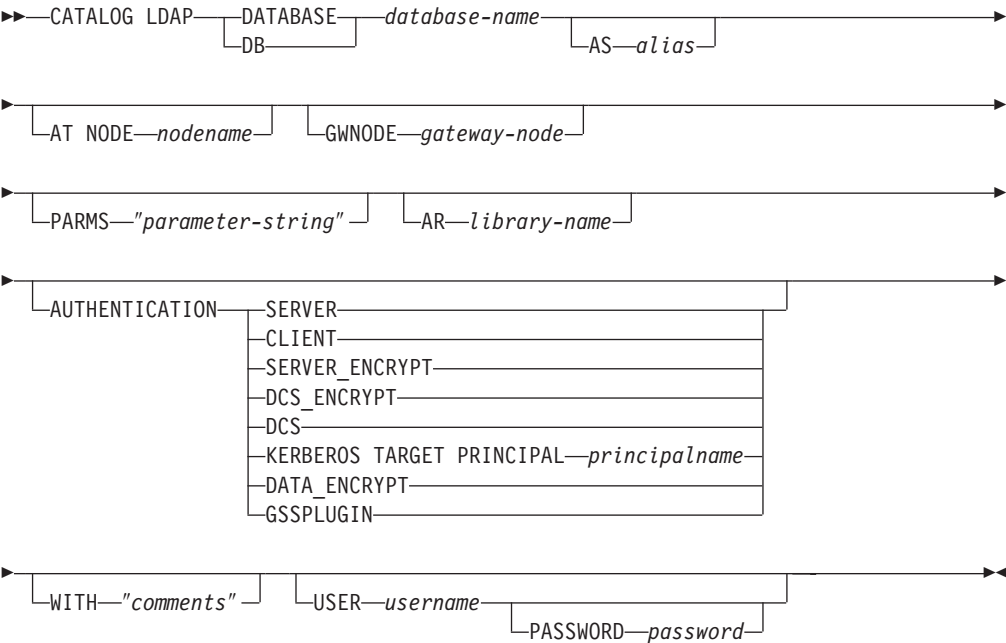 CATALOG LDAP DATABASE database-name
DB AS alias
AT NODE nodename GWNODE gateway-node
PARMS "parameter-string" AR library-name
AUTHENTICATION SERVER
CLIENT
SERVER_ENCRYPT
DCS_ENCRYPT
DCS
KERBEROS TARGET PRINCIPAL principalname
DATA_ENCRYPT
GSSPLUGIN
WITH "comments" USER username
PASSWORD password